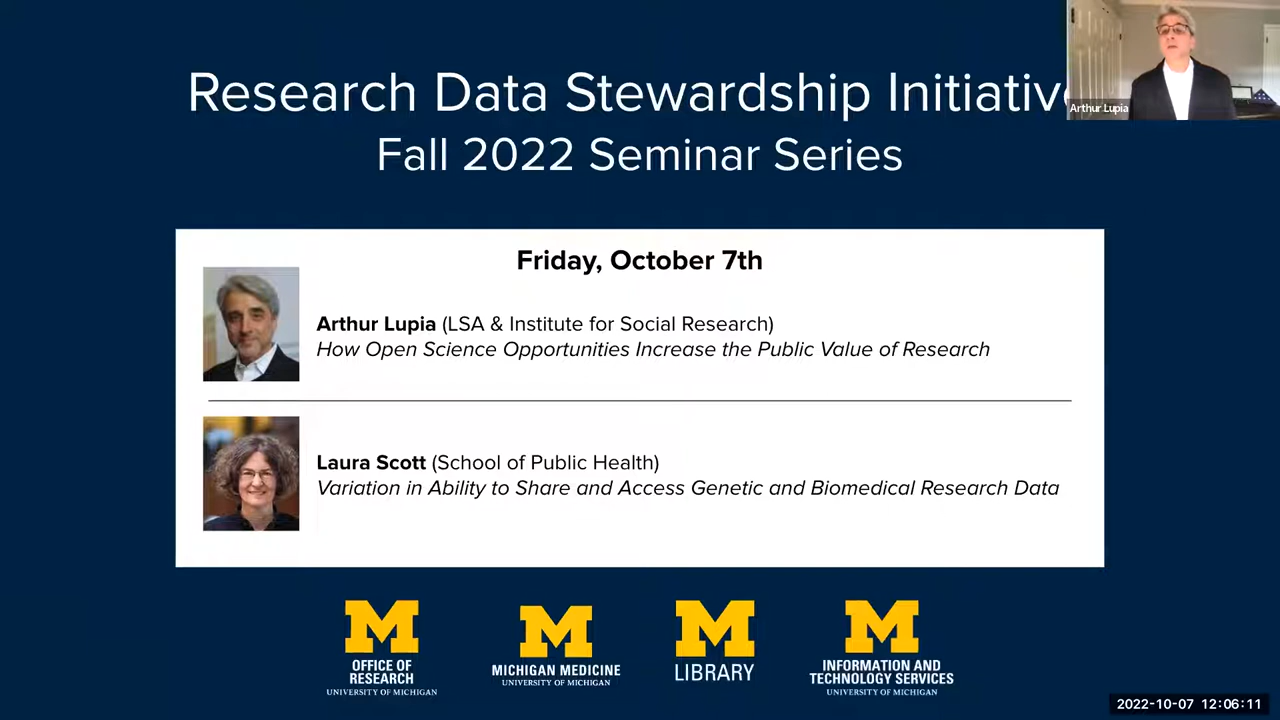 Research Data Stewardship Initiativ
Arthur Lupia
Fall 2022 Seminar Series
Friday, October 7th
Arthur Lupia (LSA & Institute for Social Research)
How Open Science Opportunities Increase the Public Value of Research
Laura Scott (School of Public Health)
Variation in Ability to Share and Access Genetic and Biomedical Research Data
M
OFFICE OF
RESEARCH
UNIVERSITY OF MICHIGAN
M
MICHIGAN MEDICINE
UNIVERSITY OF MICHIGAN
M
LIBRARY
M
INFORMATION AND
TECHNOLOGY SERVICES
UNIVERSITY OF MICHIGAN
2022-10-07 12:06:11